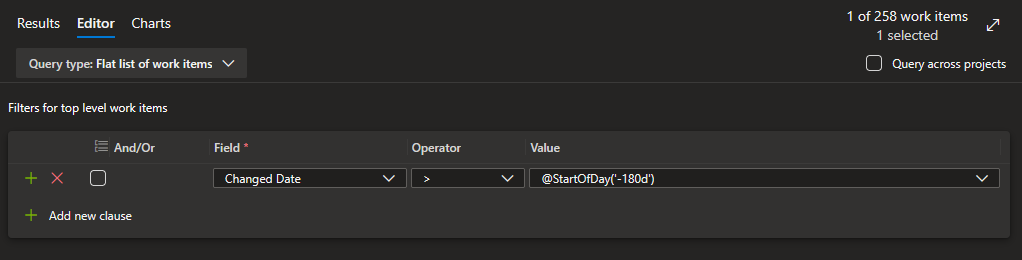 Results Editor Charts
1 of 258 work items
1 selected
Query type: Flat list of work items
Query across projects
Filters for top level work items
And/Or Field * Operator Value
Changed Date > @StartOfDay('-180d')
Add new clause